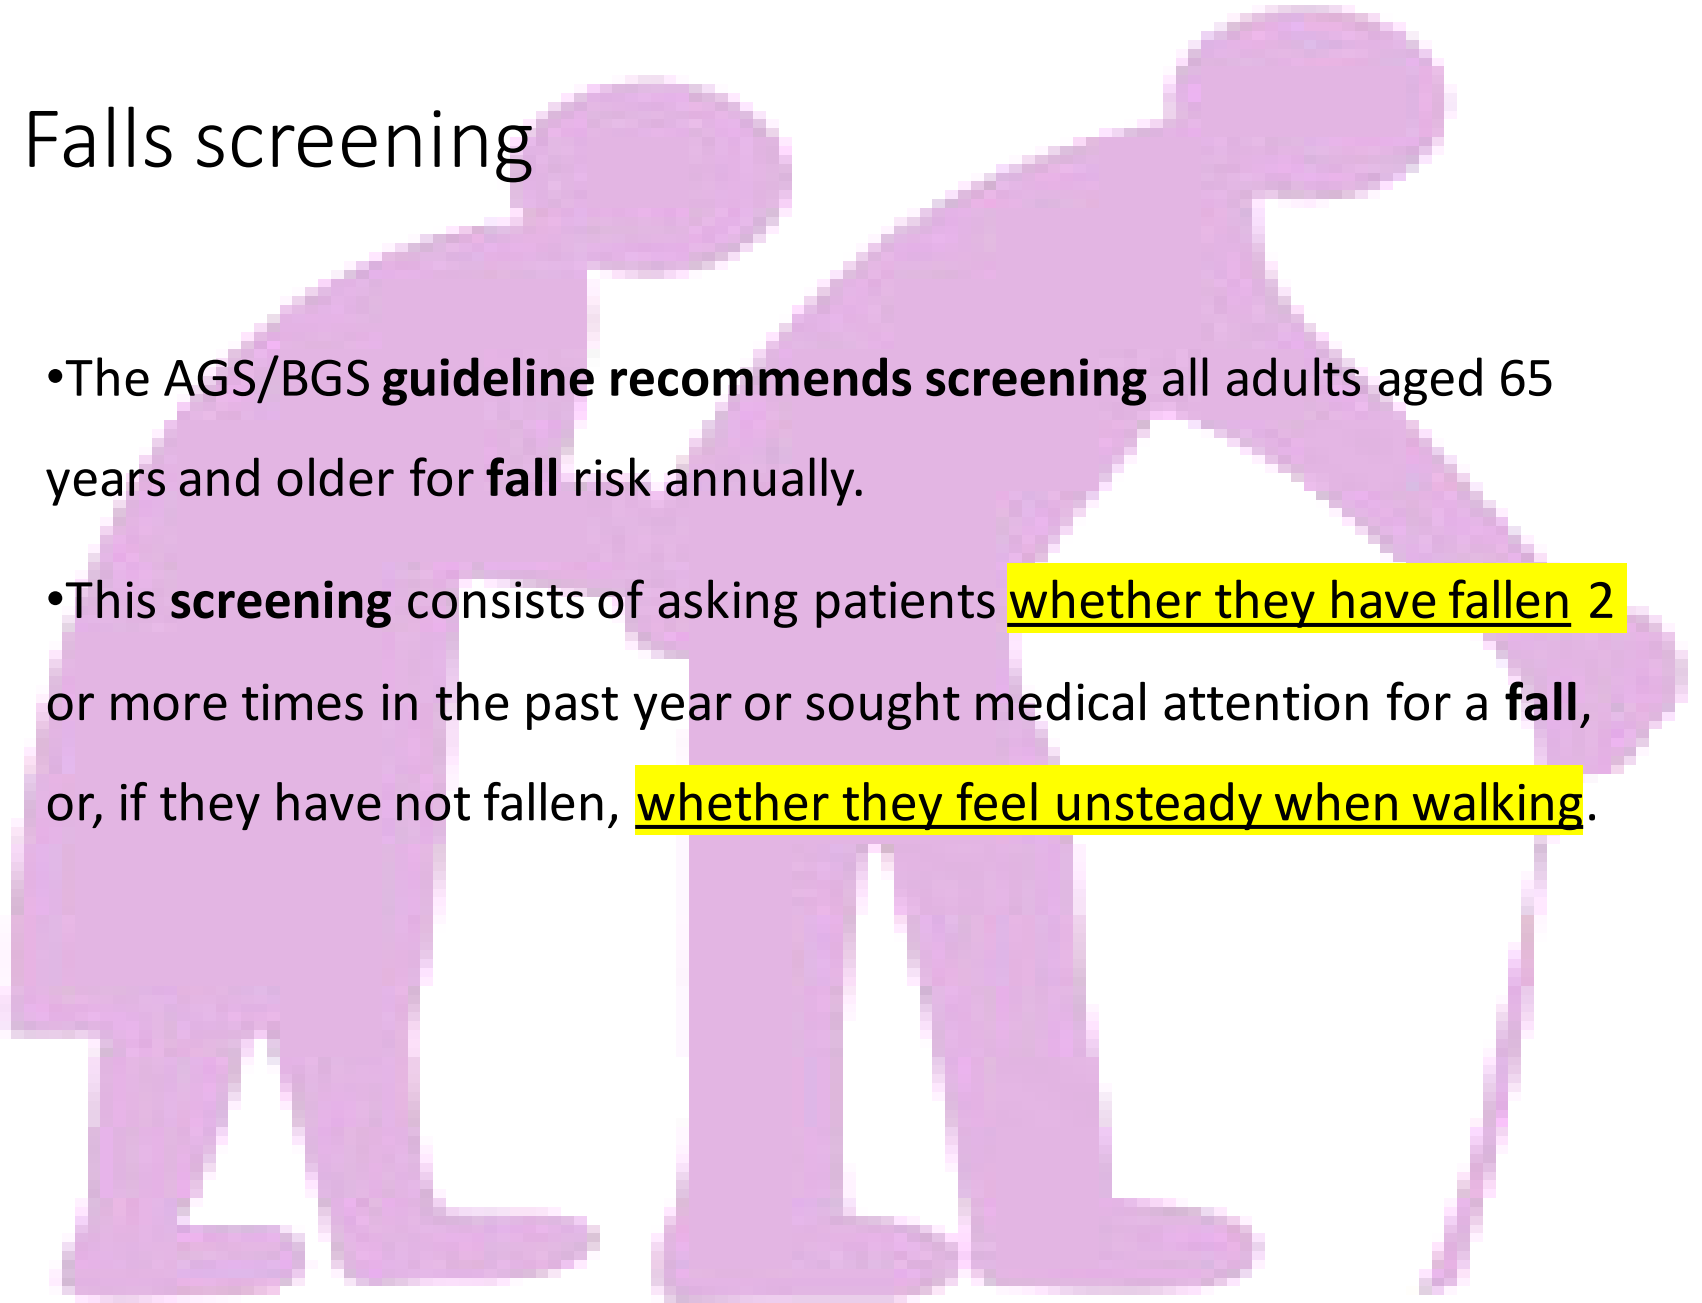 Falls screening
•The AGS/BGS guideline recommends screening all adults aged 65
years and older for fall risk annually.
•This screening consists of asking patients whether they have fallen 2
or more times in the past year or sought medical attention for a fall,
or, if they have not fallen, whether they feel unsteady when walking.